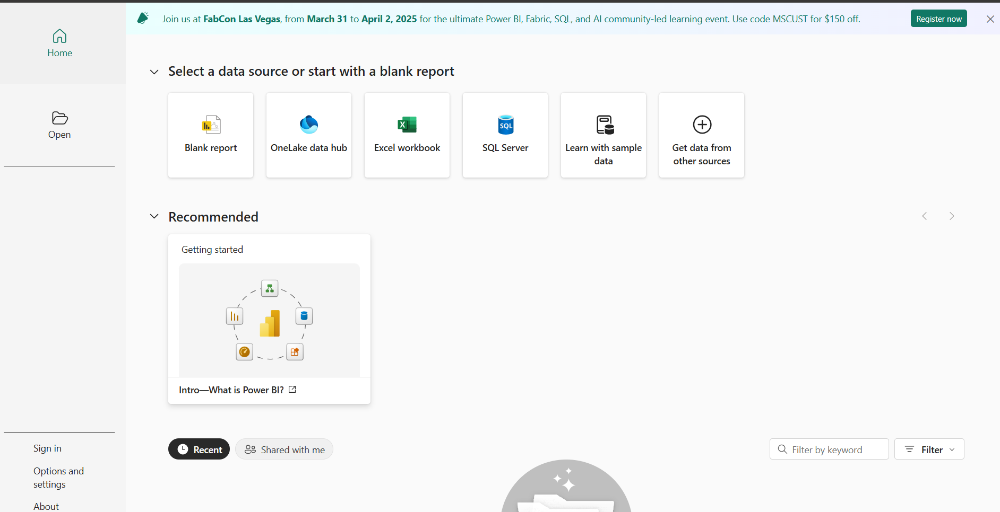 Join us at FabCon Las Vegas, from March 31 to April 2, 2025 for the ultimate Power BI, Fabric, SQL, and AI community-led learning event. Use code MSCUST for $150 off.
Register now
Home
Open
Select a data source or start with a blank report
Blank report
OneLake data hub
Excel workbook
SQL
SQL Server
Learn with sample
data
Get data from
other sources
Recommended
Getting started
Intro—What is Power BI?
Recent
Shared with me
Filter by keyword
Filter
Sign in
Options and
settings
About